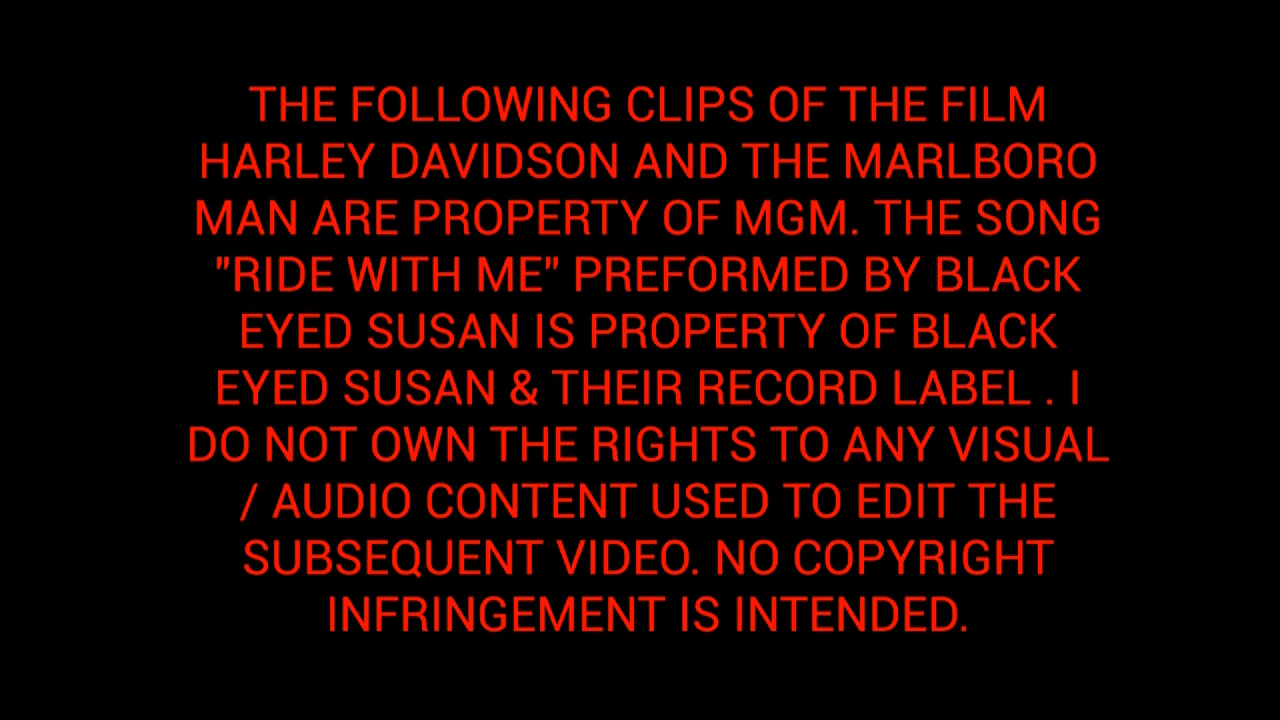 THE FOLLOWING CLIPS OF THE FILM
HARLEY DAVIDSON AND THE MARLBORO
MAN ARE PROPERTY OF MGM. THE SONG
"RIDE WITH ME" PREFORMED BY BLACK
EYED SUSAN IS PROPERTY OF BLACK
EYED SUSAN & THEIR RECORD LABEL . I
DO NOT OWN THE RIGHTS TO ANY VISUAL
/ AUDIO CONTENT USED TO EDIT THE
SUBSEQUENT VIDEO. NO COPYRIGHT
INFRINGEMENT IS INTENDED.